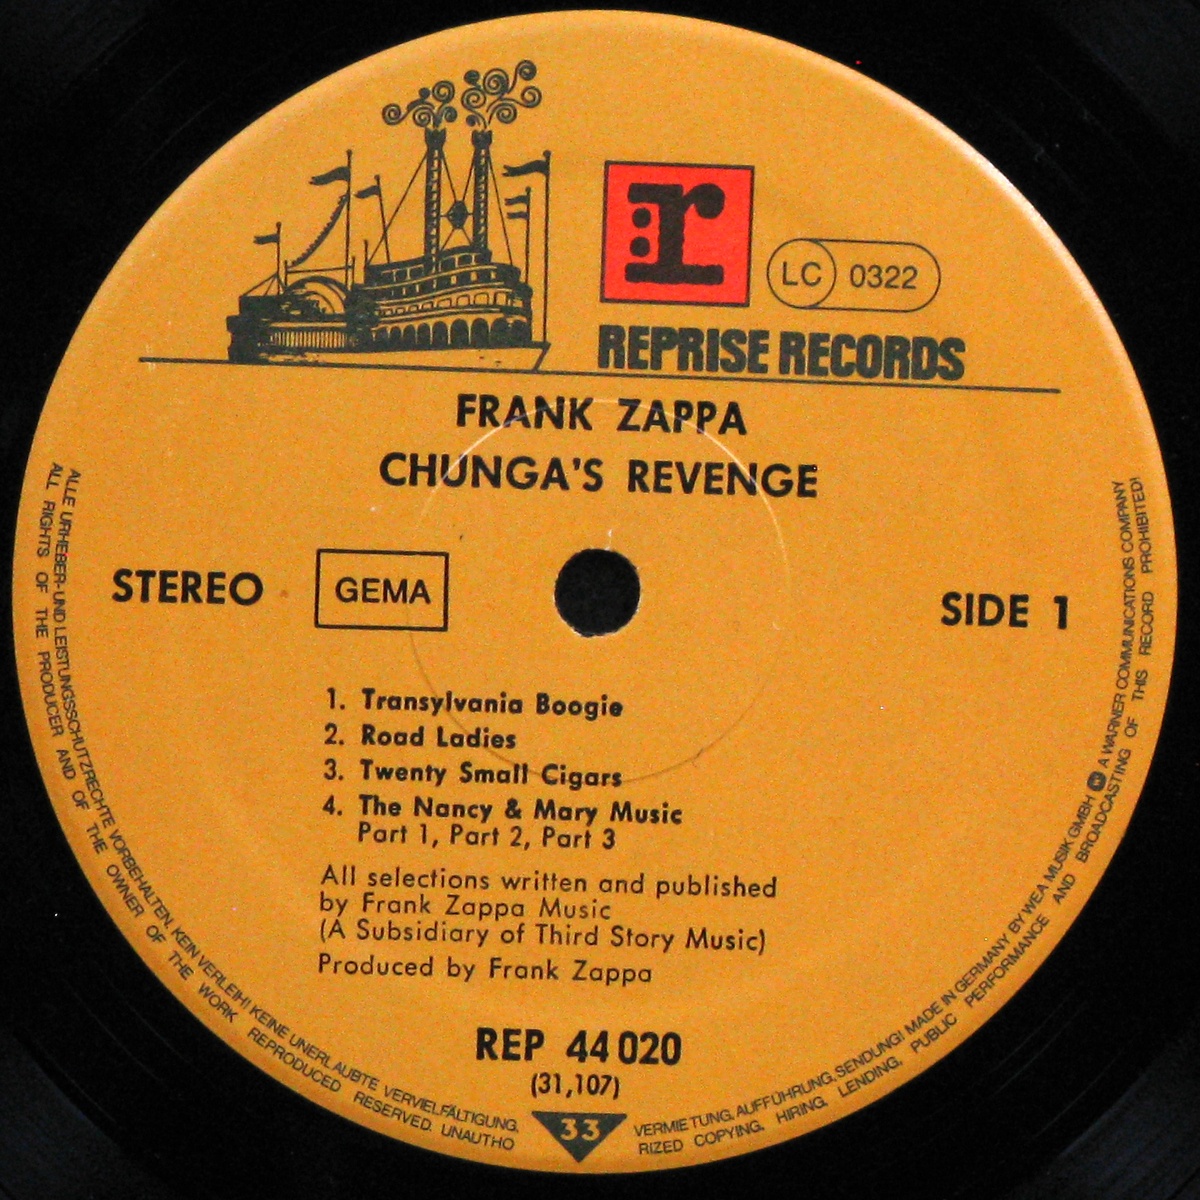 r
LC 0322
REPRISE RECORDS
FRANK ZAPPA
CHUNGA'S REVENGE
STEREO
GEMA
SIDE 1
1. Transylvania Boogie
2. Road Ladies
3. Twenty Small Cigars
4. The Nancy & Mary Music
Part 1, Part 2, Part 3
All selections written and published
by Frank Zappa Music
(A Subsidiary of Third Story Music)
Produced by Frank Zappa
REP 44 020
(31,107)
33
ALLE URHEBER- UND LEISTUNGSSCHUTZRECHTE VORBEHALTEN. KEIN VERLEIH! KEINE UNERLAUBTE VERVIELFÄLTIGUNG, VERMIETUNG, AUFFÜHRUNG, SENDUNG! MADE IN GERMANY BY WEA MUSIK GMBH W A WARNER COMMUNICATIONS COMPANY
ALL RIGHTS OF THE PRODUCER AND OF THE OWNER OF THE WORK REPRODUCED RESERVED. UNAUTHORIZED COPYING, HIRING, LENDING, PUBLIC PERFORMANCE AND BROADCASTING OF THIS RECORD PROHIBITED!